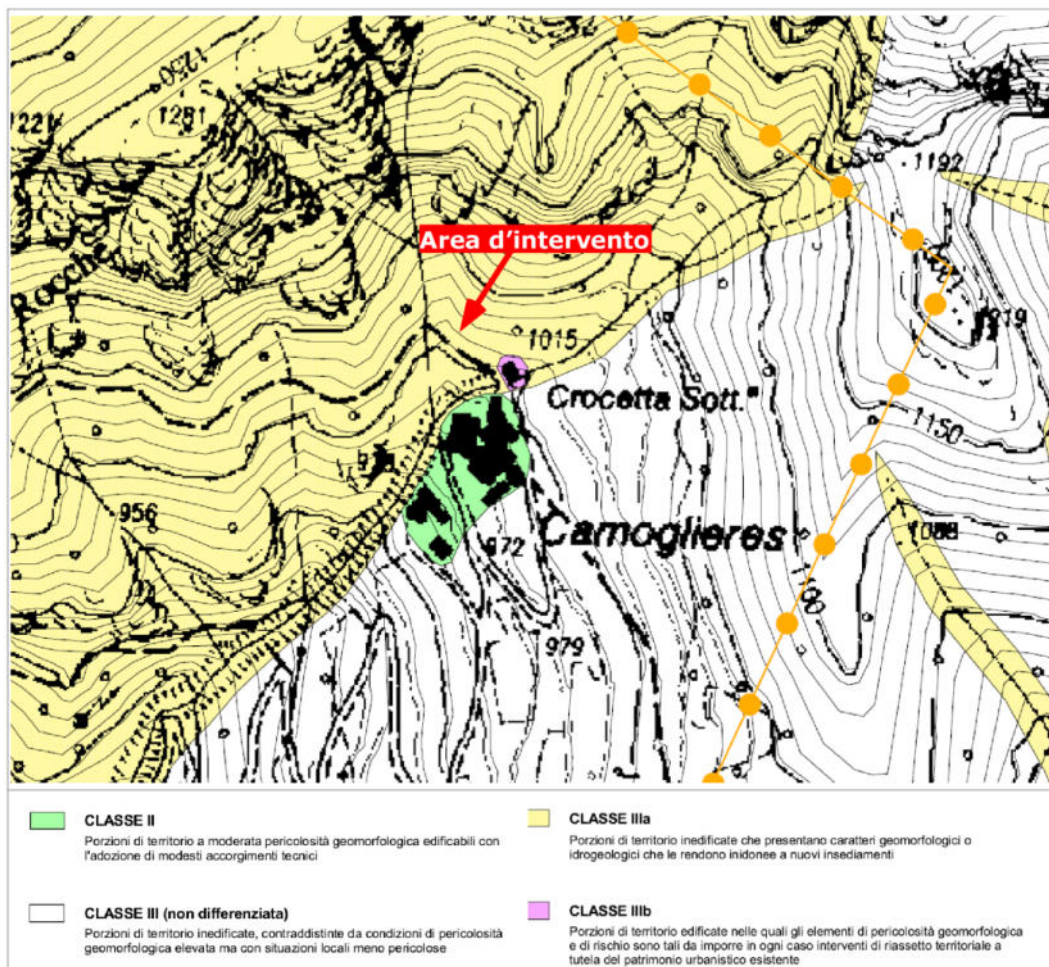 1250
1281
1221
1192
Area d'intervento
Roche
1015
1019
Crocetta Sott."
1150
956
Camoglieres
972
1088
979
CLASSE II
Porzioni di territorio a moderata pericolosità geomorfologica edificabili con
l'adozione di modesti accorgimenti tecnici
CLASSE IIIa
Porzioni di territorio inedificate che presentano caratteri geomorfologici o
idrogeologici che le rendono inidonee a nuovi insediamenti
CLASSE III (non differenziata)
Porzioni di territorio inedificate, contraddistinte da condizioni di pericolosità
geomorfologica elevata ma con situazioni locali meno pericolose
CLASSE IIIb
Porzioni di territorio edificate nelle quali gli elementi di pericolosità geomorfologica
e di rischio sono tali da imporre in ogni caso interventi di riassetto territoriale a
tutela del patrimonio urbanistico esistente